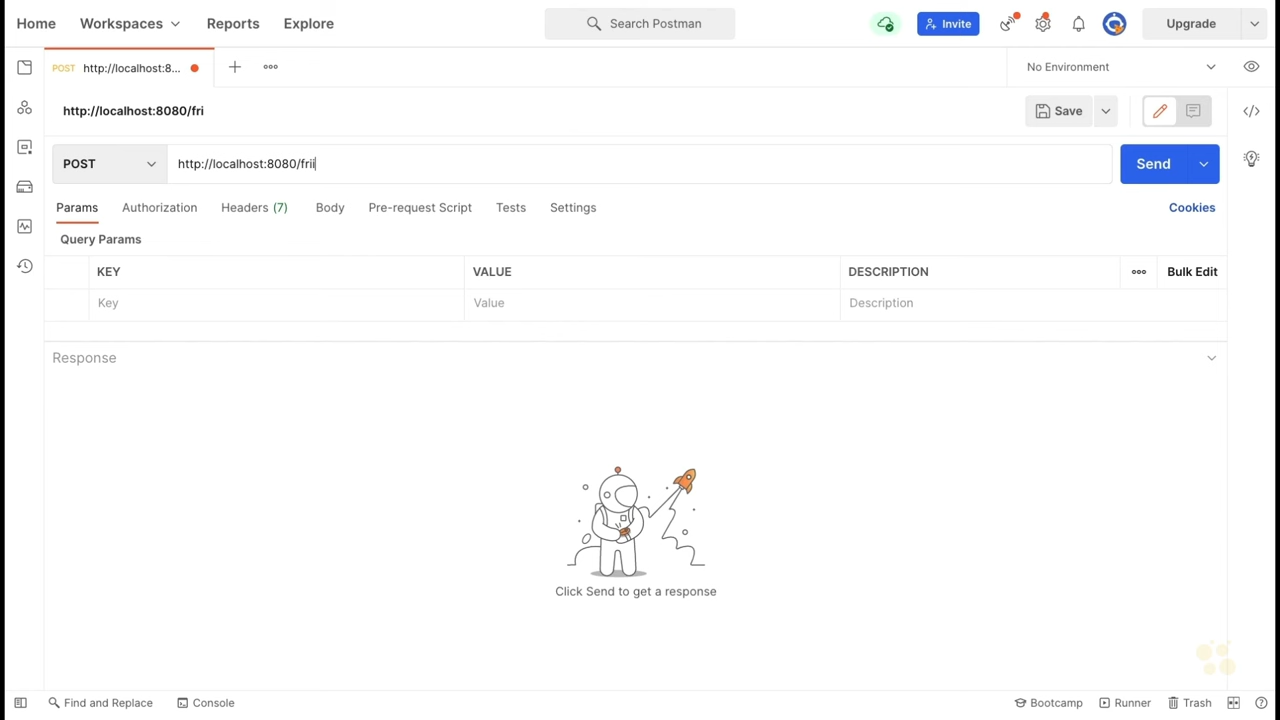 Home Workspaces Reports Explore Search Postman Invite Upgrade
POST http://localhost:8... No Environment
http://localhost:8080/fri Save
POST http://localhost:8080/frii Send
Params Authorization Headers (7) Body Pre-request Script Tests Settings Cookies
Query Params
KEY VALUE DESCRIPTION Bulk Edit
Key Value Description
Response
Click Send to get a response
Find and Replace Console Bootcamp Runner Trash